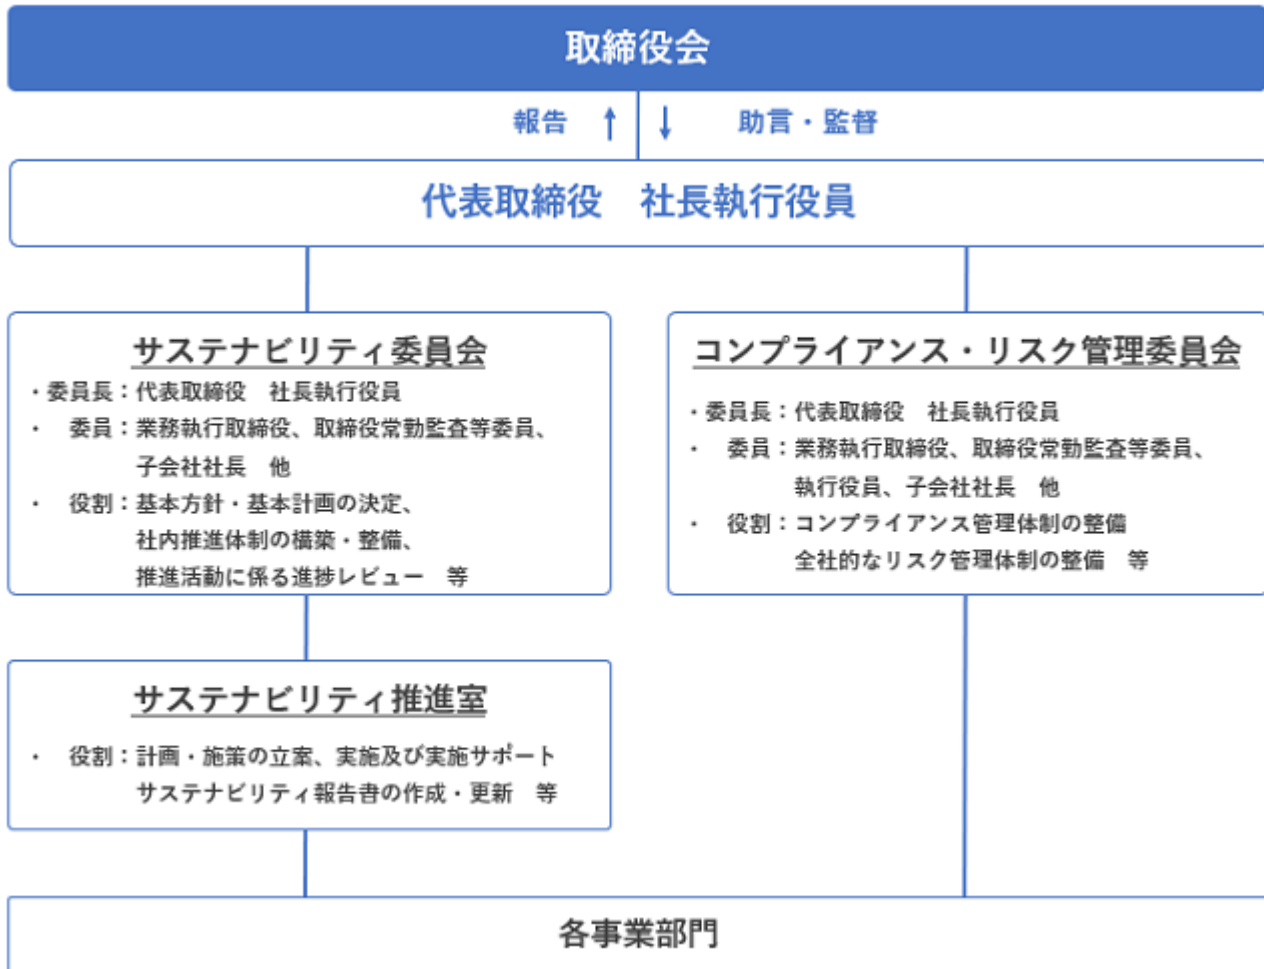 取締役会
報告 ↑ ↓ 助言・監督
代表取締役　社長執行役員
サステナビリティ委員会
・委員長：代表取締役　社長執行役員
・　委員：業務執行取締役、取締役常勤監査等委員、
子会社社長　他
・　役割：基本方針・基本計画の決定、
社内推進体制の構築・整備、
推進活動に係る進捗レビュー　等
コンプライアンス・リスク管理委員会
・委員長：代表取締役　社長執行役員
・　委員：業務執行取締役、取締役常勤監査等委員、
執行役員、子会社社長　他
・　役割：コンプライアンス管理体制の整備
全社的なリスク管理体制の整備　等
サステナビリティ推進室
・　役割：計画・施策の立案、実施及び実施サポート
サステナビリティ報告書の作成・更新　等
各事業部門